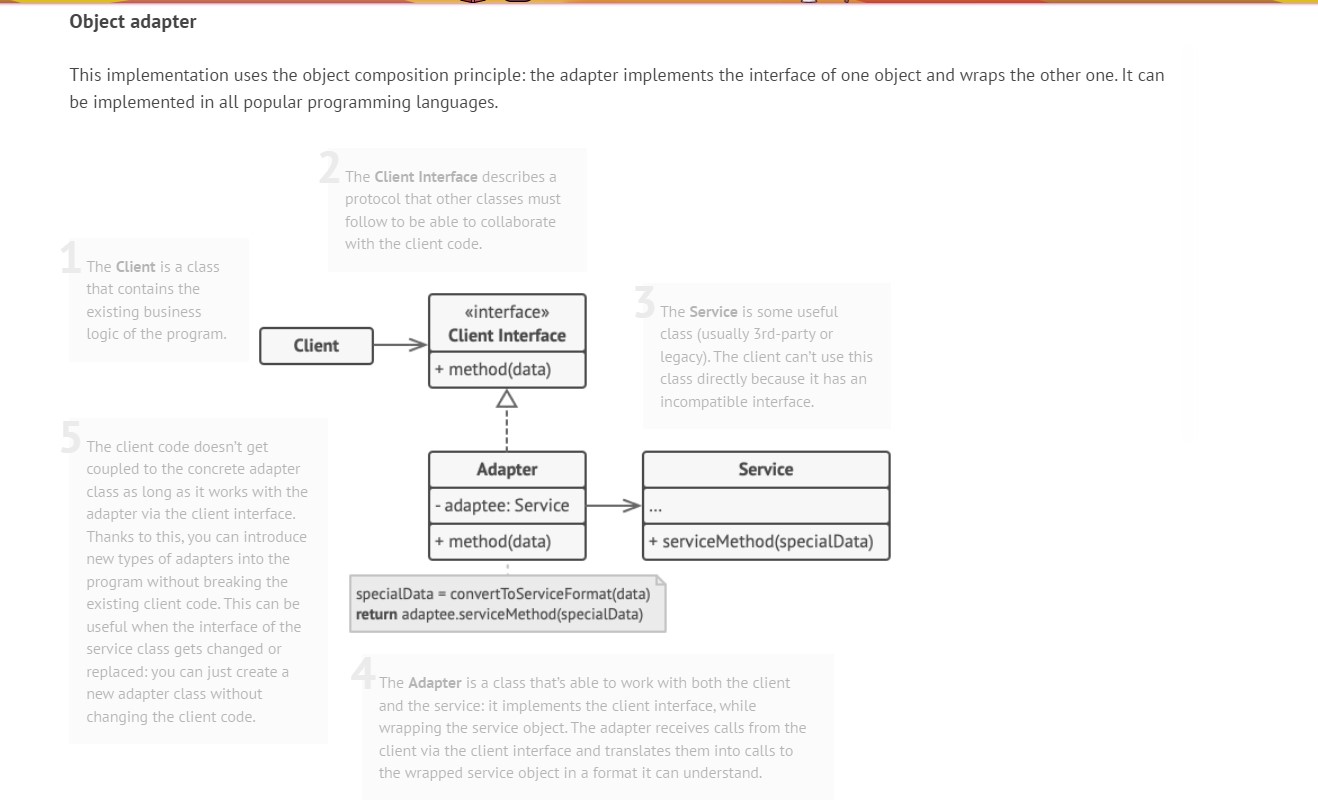 Object adapter
This implementation uses the object composition principle: the adapter implements the interface of one object and wraps the other one. It can
be implemented in all popular programming languages.
2
The Client Interface describes a
protocol that other classes must
follow to be able to collaborate
with the client code.
1
The Client is a class
that contains the
existing business
logic of the program.
Client
«interface»
Client Interface
+ method(data)
3
The Service is some useful
class (usually 3rd-party or
legacy). The client can't use this
class directly because it has an
incompatible interface.
5
The client code doesn't get
coupled to the concrete adapter
class as long as it works with the
adapter via the client interface.
Thanks to this, you can introduce
new types of adapters into the
program without breaking the
existing client code. This can be
useful when the interface of the
service class gets changed or
replaced: you can just create a
new adapter class without
changing the client code.
Adapter
- adaptee: Service
+ method(data)
Service
...
+ serviceMethod(specialData)
specialData = convertToServiceFormat(data)
return adaptee.serviceMethod(specialData)
4
The Adapter is a class that's able to work with both the client
and the service: it implements the client interface, while
wrapping the service object. The adapter receives calls from the
client via the client interface and translates them into calls to
the wrapped service object in a format it can understand.